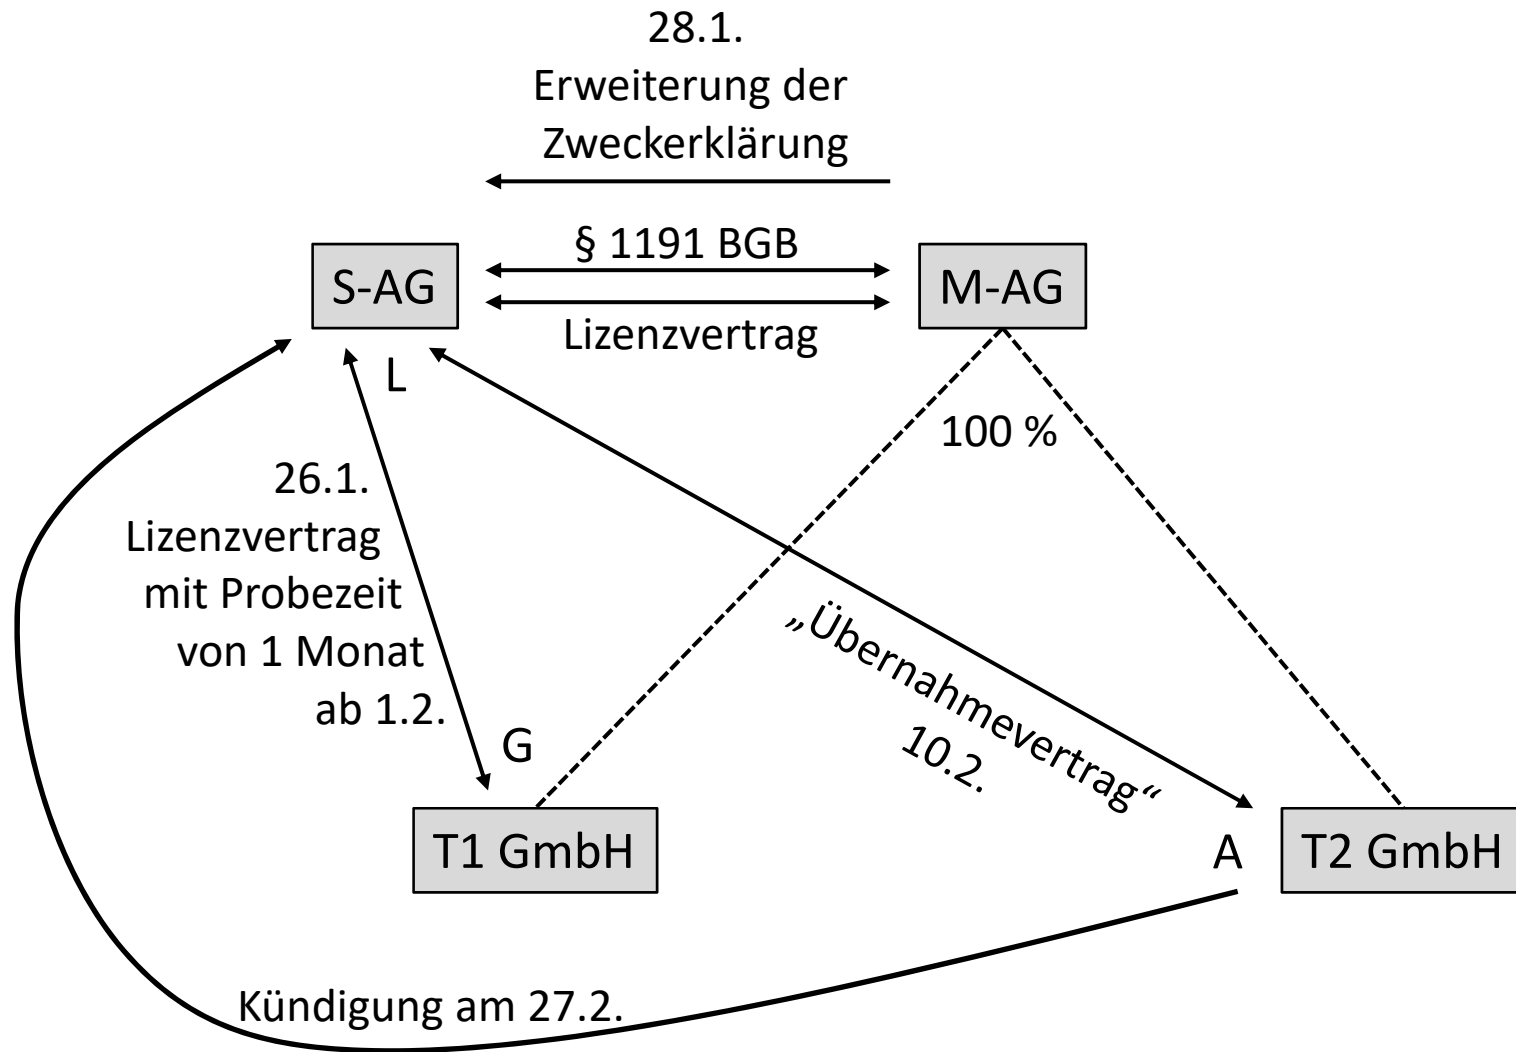 28.1.
Erweiterung der
Zweckerklärung
§ 1191 BGB
S-AG
M-AG
Lizenzvertrag
L
100 %
26.1.
Lizenzvertrag
mit Probezeit
von 1 Monat
ab 1.2.
„Übernahmevertrag“
10.2.
G
T1 GmbH
A
T2 GmbH
Kündigung am 27.2.